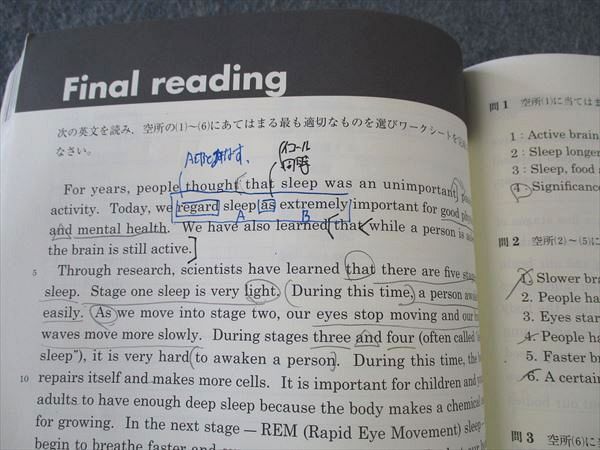 Final reading
次の英文を読み、空所の(1)~(6)にあてはまる最も適切なものを選びワークシートを
なさい。
AをBとみなす。
イコール
同等
For years, people thought that sleep was an unimportant
activity. Today, we regard sleep as extremely important for good
A B
and mental health. We have also learned that while a person is
the brain is still active.
5 Through research, scientists have learned that there are five
sleep. Stage one sleep is very light. During this time, a person
easily. As we move into stage two, our eyes stop moving and our
waves move more slowly. During stages three and four (often called
sleep"), it is very hard to awaken a person. During this time, the
10 repairs itself and makes more cells. It is important for children and
adults to have enough deep sleep because the body makes a chemical
for growing. In the next stage — REM (Rapid Eye Movement) sleep
begin to breathe faster and
問1 空所(1)に当てはま
1 : Active brain
2 : Sleep longer
3 : Sleep, food
4 : Significance
問2 空所(2)~(5)に
1. Slower br
2. People ha
3. Eyes star
4. People ha
5. Faster b
6. A certain
問3 空所(6)に当